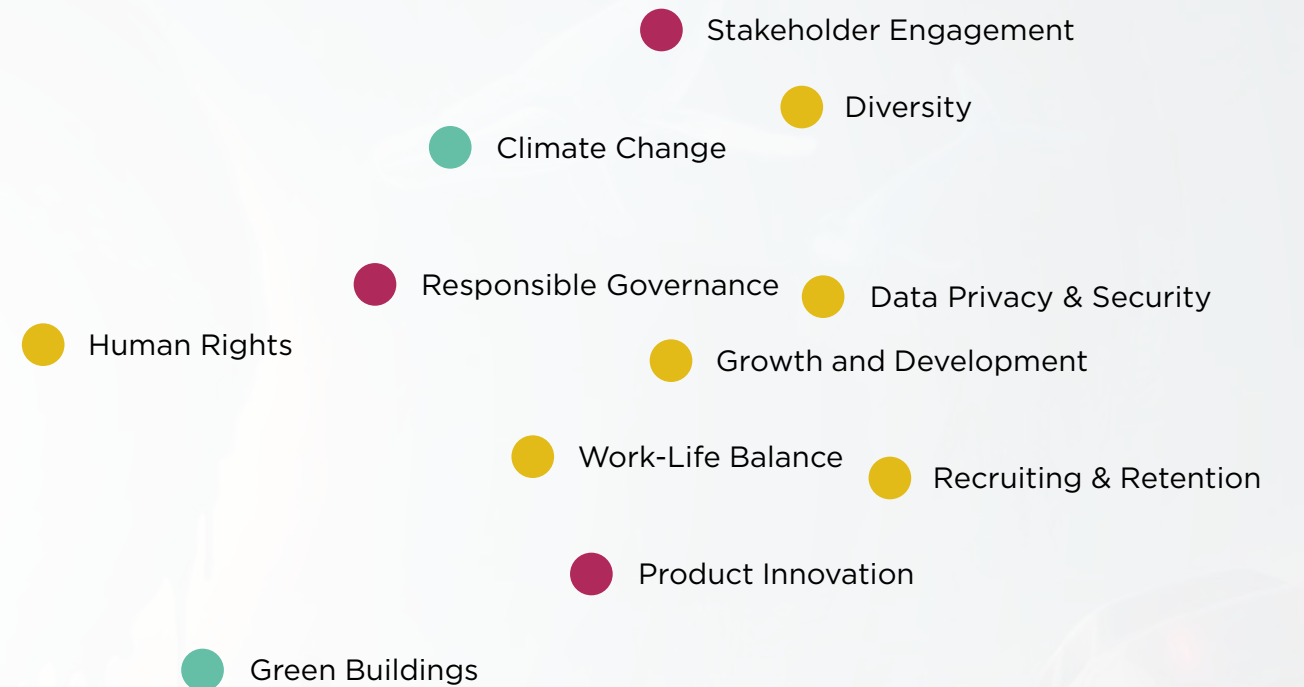 Stakeholder Engagement
Diversity
Climate Change
Responsible Governance
Data Privacy & Security
Human Rights
Growth and Development
Work-Life Balance
Recruiting & Retention
Product Innovation
Green Buildings